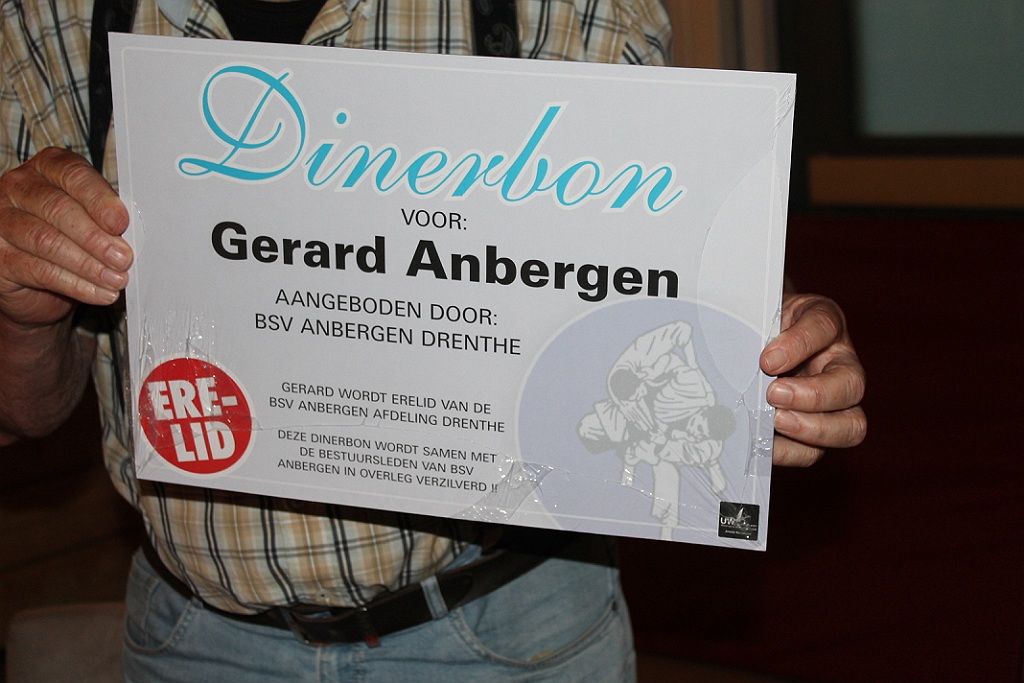 Dinerbon
VOOR:
Gerard Anbergen
AANGEBODEN DOOR:
BSV ANBERGEN DRENTHE
ERE-
LID
GERARD WORDT ERELID VAN DE
BSV ANBERGEN AFDELING DRENTHE
DEZE DINERBON WORDT SAMEN MET
DE BESTUURSLEDEN VAN BSV
ANBERGEN IN OVERLEG VERZILVERD !!